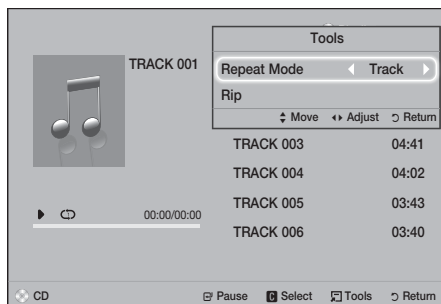 Tools
TRACK 001
Repeat Mode Track
Rip
Move Adjust Return
TRACK 003 04:41
TRACK 004 04:02
TRACK 005 03:43
00:00/00:00
TRACK 006 03:40
CD Pause C Select Tools Return